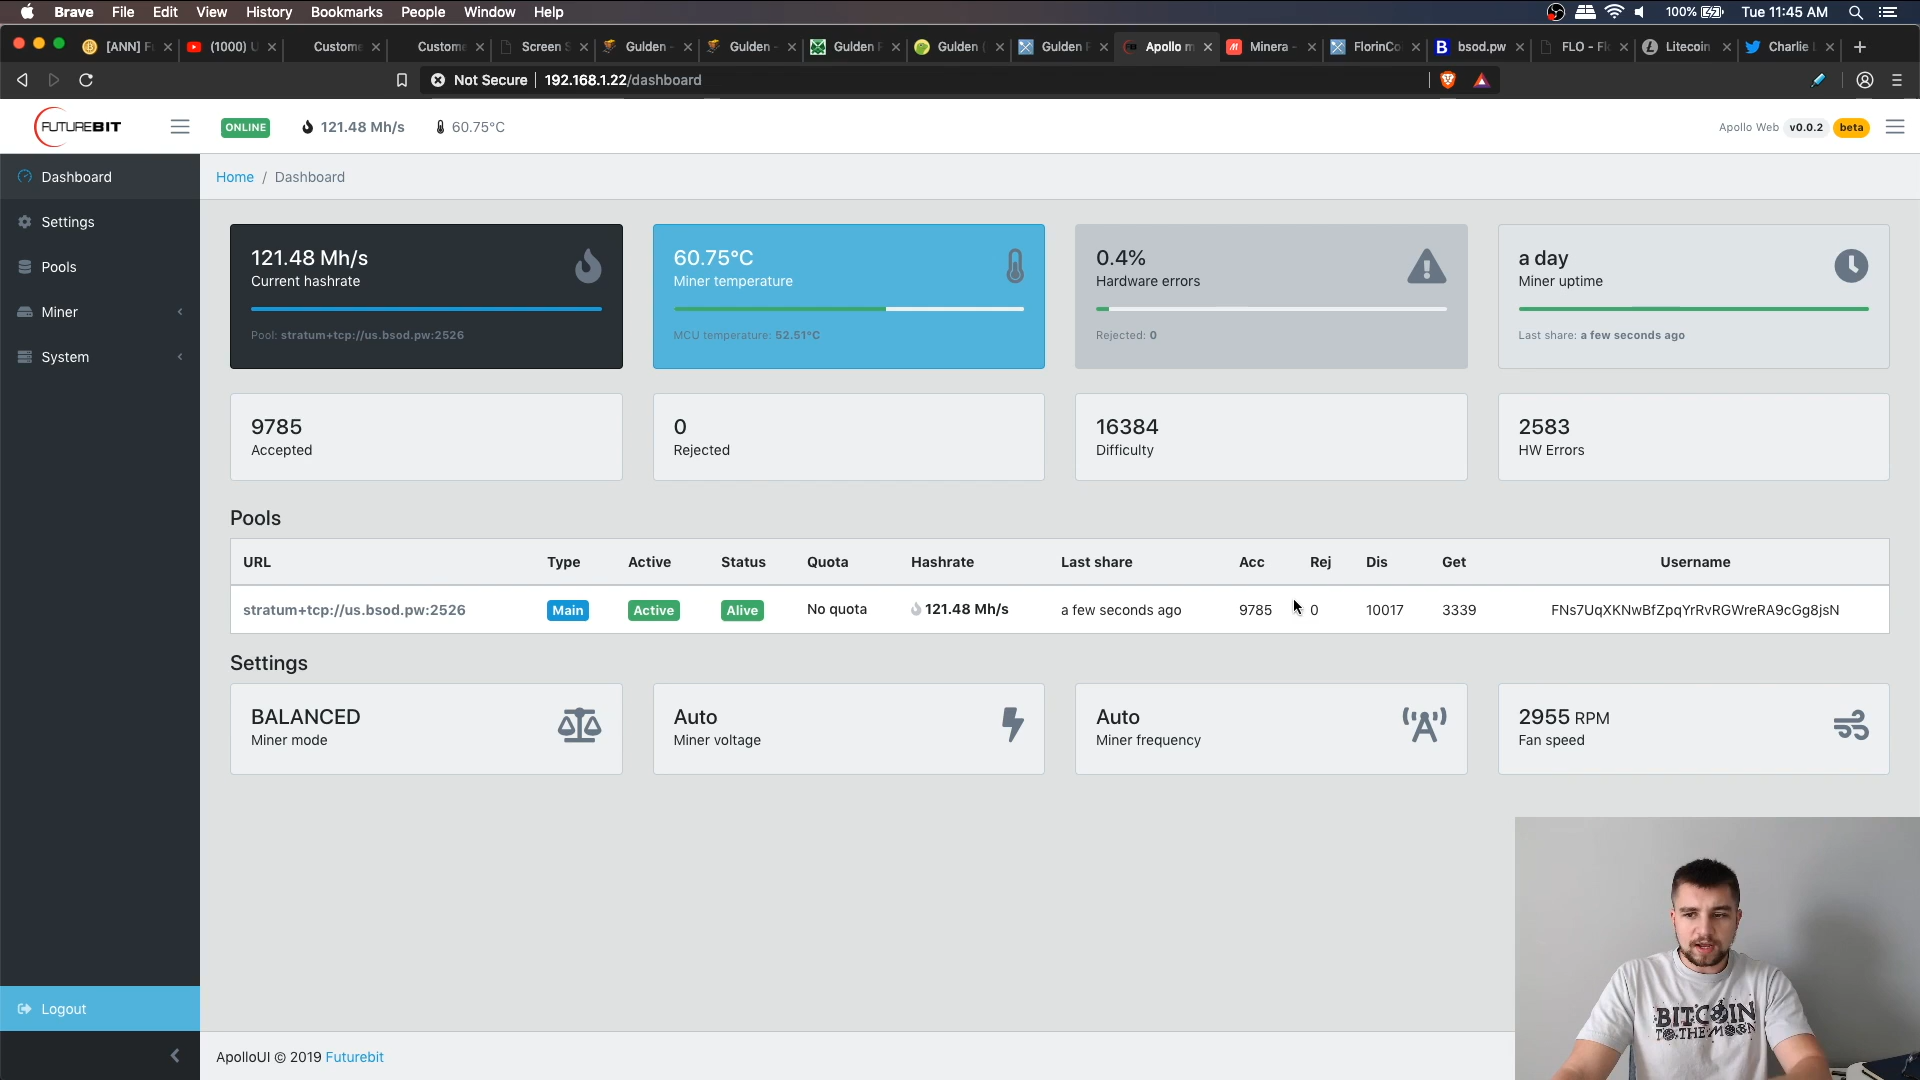 Brave File Edit View History Bookmarks People Window Help
100% Tue 11:45 AM
[ANN] F
(1000)
Custome
Custome
Screen S
Gulden -
Gulden -
Gulden
Gulden (
Gulden
Apollo m
Minera -
FlorinCo
bsod.pw
FLO - Fl
Litecoin
Charlie
Not Secure 192.168.1.22/dashboard
FUTUREBIT ONLINE 121.48 Mh/s 60.75°C Apollo Web v0.0.2 beta
Dashboard
Settings
Pools
Miner
System
Logout
Home / Dashboard
121.48 Mh/s
Current hashrate
Pool: stratum+tcp://us.bsod.pw:2526
60.75°C
Miner temperature
MCU temperature: 52.51°C
0.4%
Hardware errors
Rejected: 0
a day
Miner uptime
Last share: a few seconds ago
9785
Accepted
0
Rejected
16384
Difficulty
2583
HW Errors
Pools
URL Type Active Status Quota Hashrate Last share Acc Rej Dis Get Username
stratum+tcp://us.bsod.pw:2526 Main Active Alive No quota 121.48 Mh/s a few seconds ago 9785 0 10017 3339 FNs7UqXKNwBfZpqYrRvRGWreRA9cGg8jsN
Settings
BALANCED
Miner mode
Auto
Miner voltage
Auto
Miner frequency
2955 RPM
Fan speed
ApolloUI © 2019 Futurebit
BITCOIN
TO THE MOON